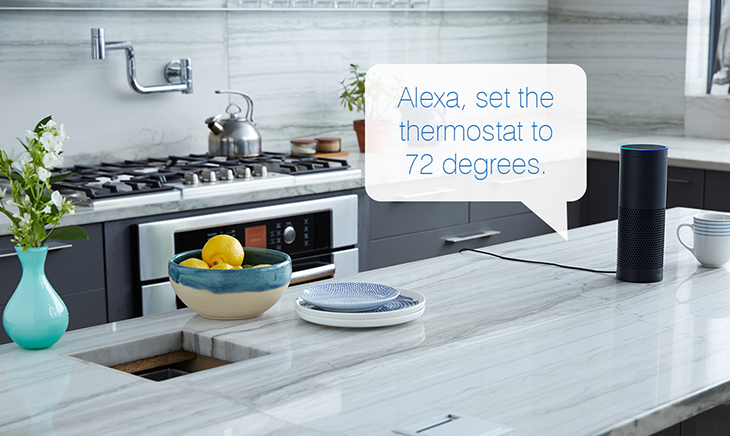 Alexa, set the
thermostat to
72 degrees.